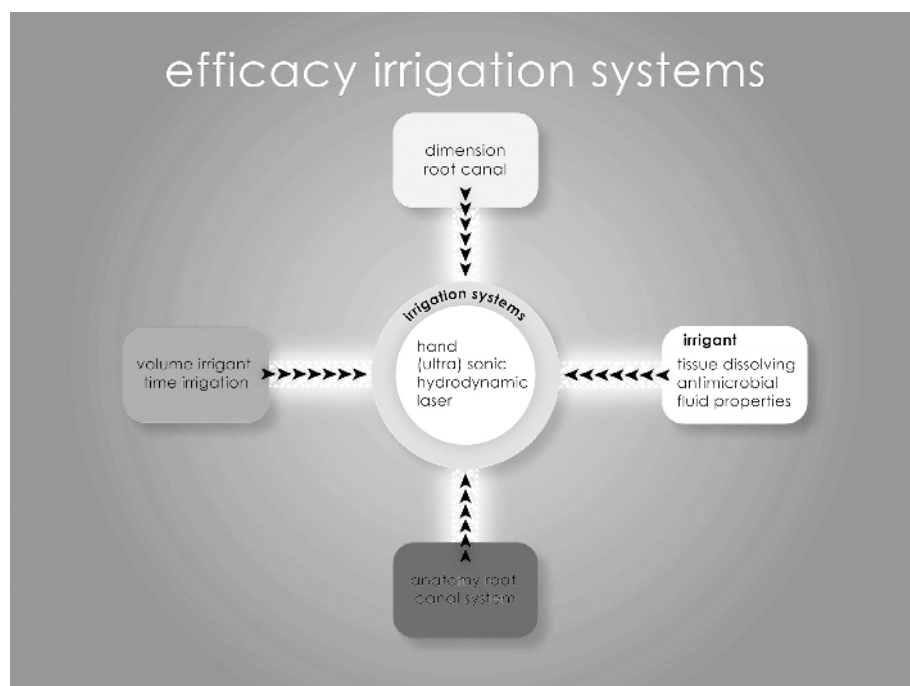 efficacy irrigation systems
dimension
root canal
irrigation systems
hand
(ultra) sonic
hydrodynamic
laser
volume irrigant
time irrigation
irrigant
tissue dissolving
antimicrobial
fluid properties
anatomy root
canal system